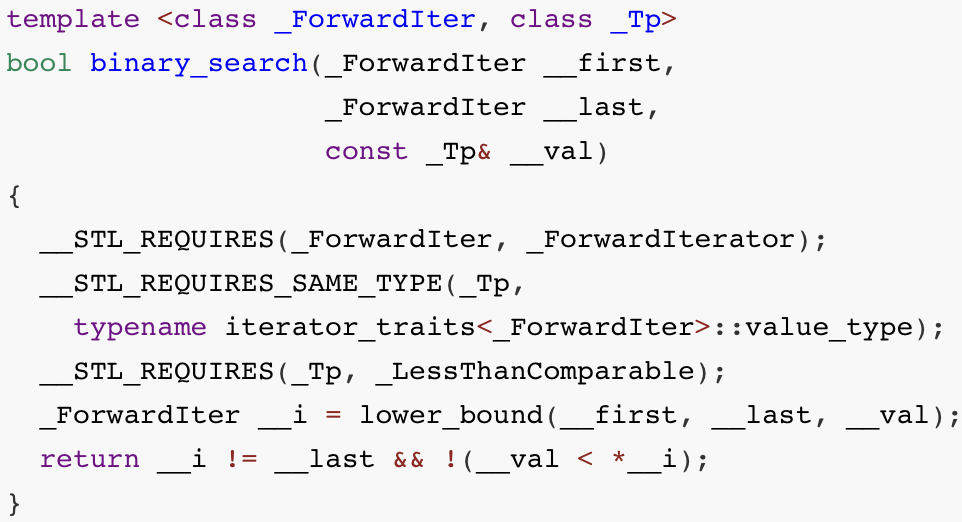 template <class _ForwardIter, class _Tp>
bool binary_search(_ForwardIter __first,
                   _ForwardIter __last,
                   const _Tp& __val)
{
  __STL_REQUIRES(_ForwardIter, _ForwardIterator);
  __STL_REQUIRES_SAME_TYPE(_Tp,
    typename iterator_traits<_ForwardIter>::value_type);
  __STL_REQUIRES(_Tp, _LessThanComparable);
  _ForwardIter __i = lower_bound(__first, __last, __val);
  return __i != __last && !(__val < *__i);
}